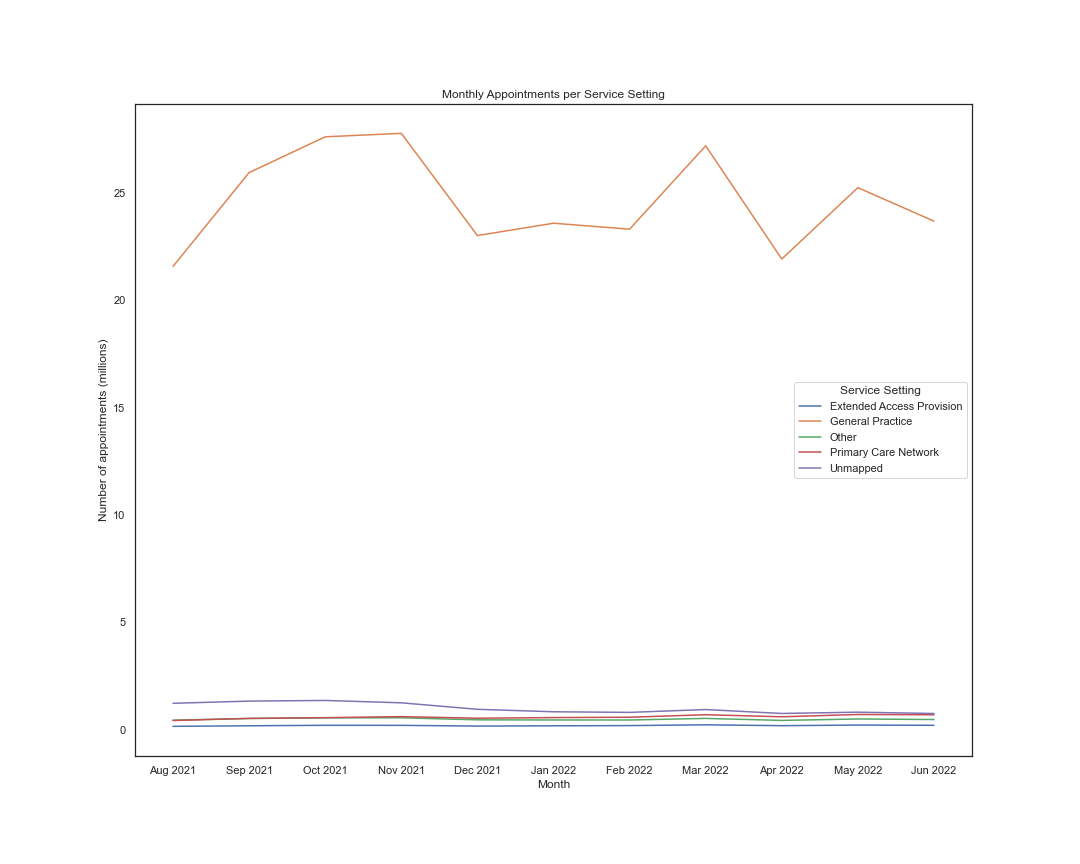 Monthly Appointments per Service Setting
Number of appointments (millions)
25
20
15
10
5
0
Service Setting
Extended Access Provision
General Practice
Other
Primary Care Network
Unmapped
Aug 2021 Sep 2021 Oct 2021 Nov 2021 Dec 2021 Jan 2022 Feb 2022 Mar 2022 Apr 2022 May 2022 Jun 2022
Month